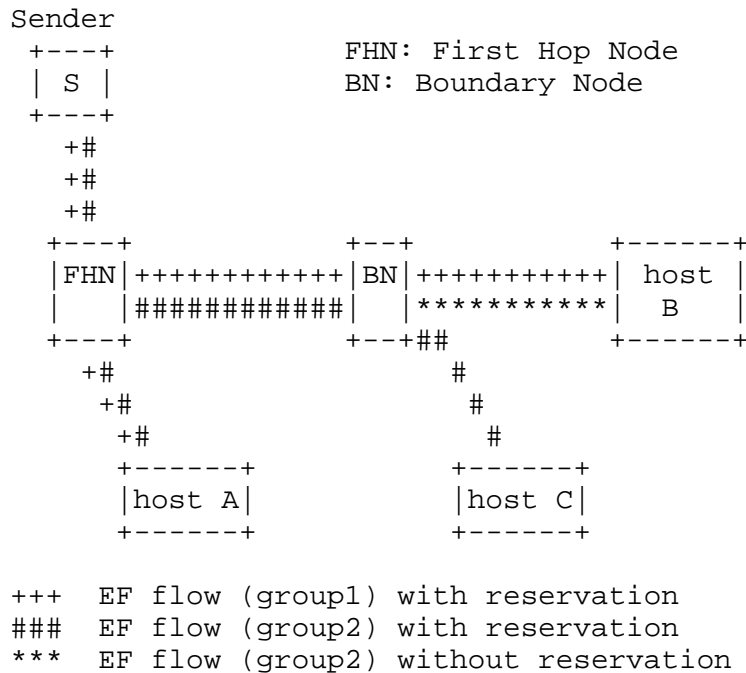 Sender
 +---+             FHN: First Hop Node
 | S |             BN: Boundary Node
 +---+
   +#
   +#
   +#
  +---+            +--+           +------+
  |FHN|++++++++++++|BN|+++++++++++| host |
  |   |############|  |***********|  B   |
  +---+            +--+##         +------+
    +#                   #
     +#                   #
      +#                   #
      +------+           +------+
      |host A|           |host C|
      +------+           +------+
+++  EF flow (group1) with reservation
###  EF flow (group2) with reservation
***  EF flow (group2) without reservation